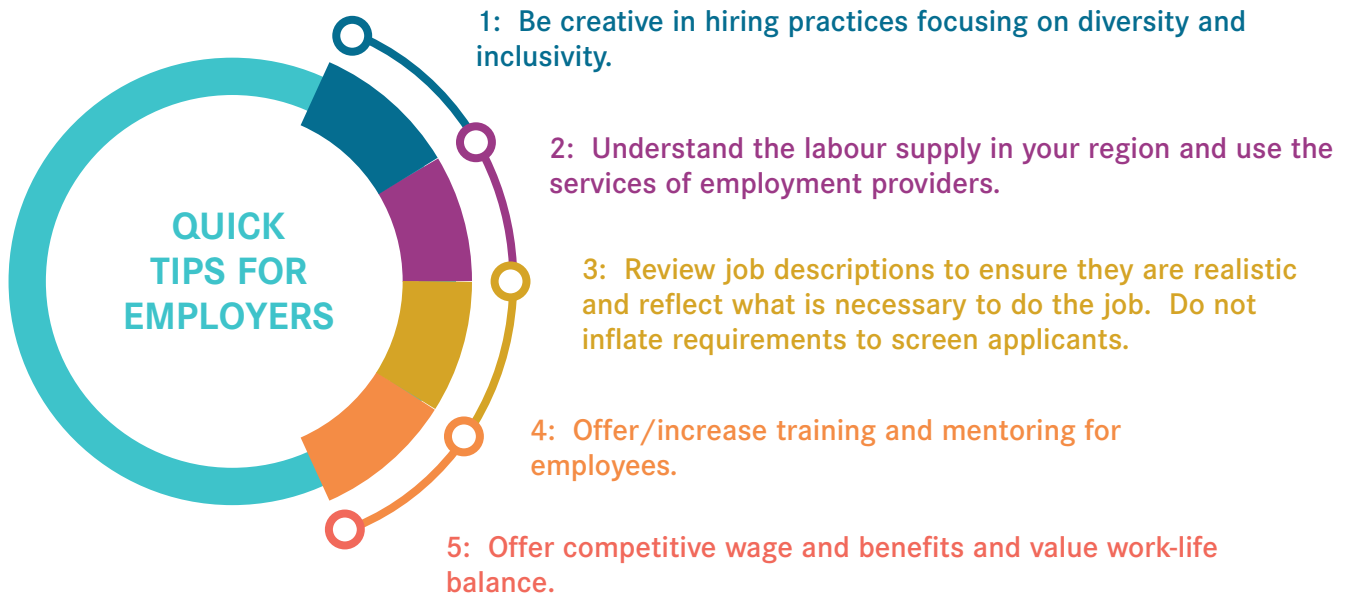 QUICK
TIPS FOR
EMPLOYERS
1: Be creative in hiring practices focusing on diversity and
inclusivity.
2: Understand the labour supply in your region and use the
services of employment providers.
3: Review job descriptions to ensure they are realistic
and reflect what is necessary to do the job. Do not
inflate requirements to screen applicants.
4: Offer/increase training and mentoring for
employees.
5: Offer competitive wage and benefits and value work-life
balance.